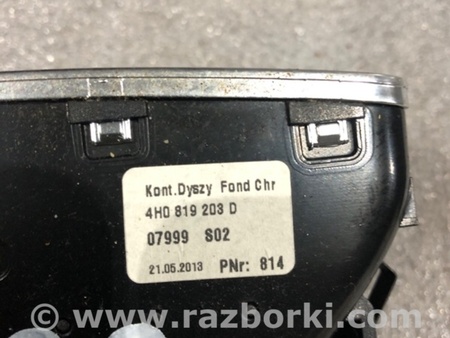 Kont.Dyszy Fond Chr
4H0 819 203 D
07999 S02
21.05.2013 PNr: 814
©-www.razborki.com/